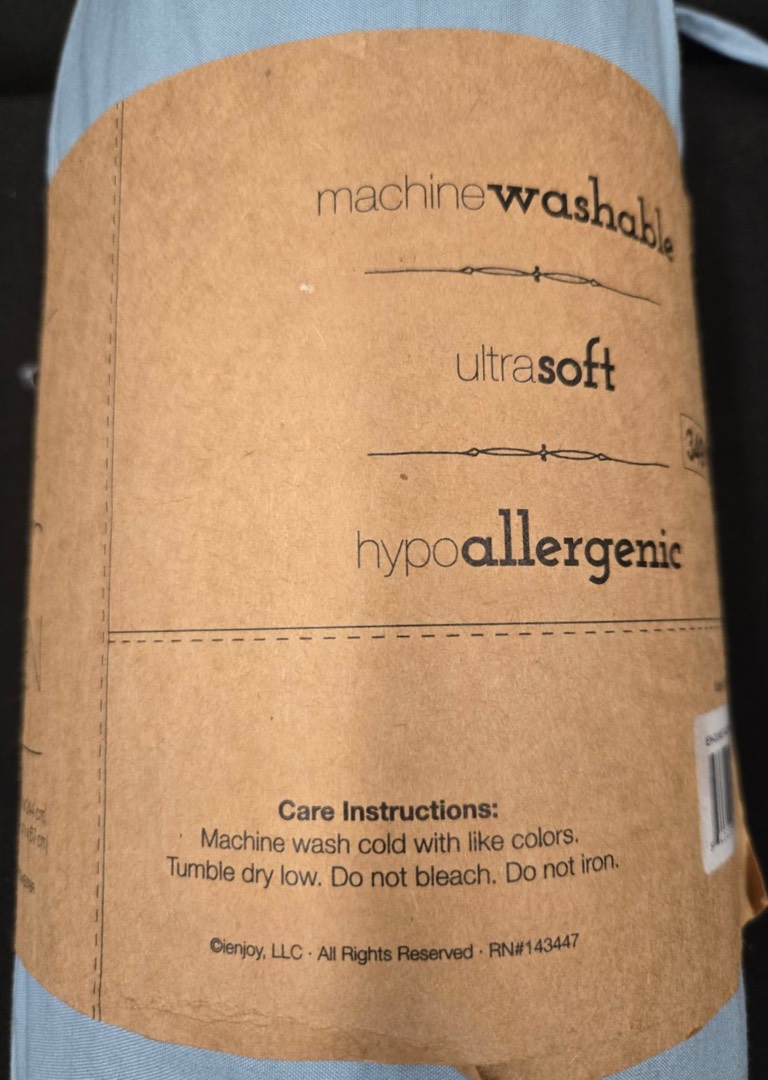 machinewashable
ultrasoft
hypoallergenic
Care Instructions:
Machine wash cold with like colors.
Tumble dry low. Do not bleach. Do not iron.
©ienjoy, LLC · All Rights Reserved · RN#143447